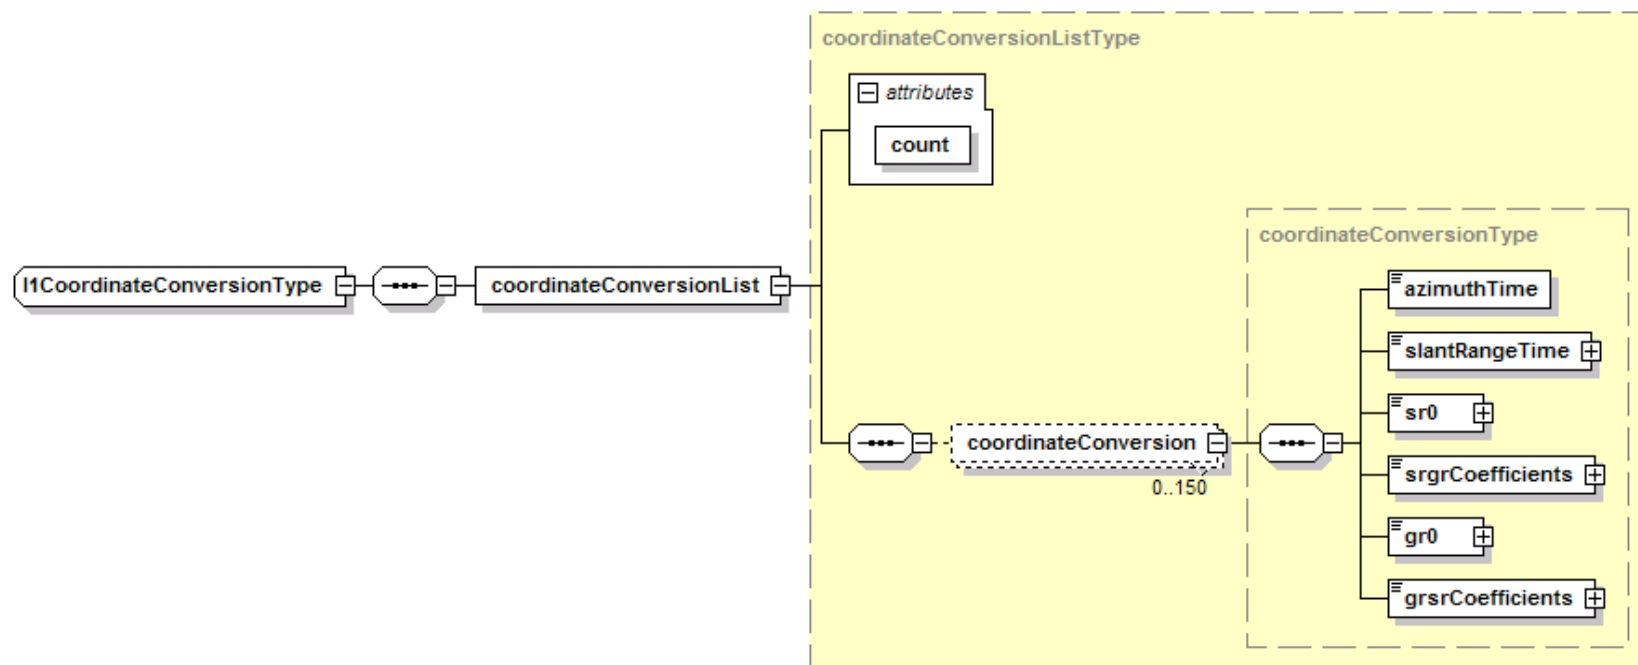 coordinateConversionListType
attributes
count
coordinateConversionType
l1CoordinateConversionType
coordinateConversionList
azimuthTime
slantRangeTime
sr0
coordinateConversion
0..150
srgrCoefficients
gr0
grsrCoefficients